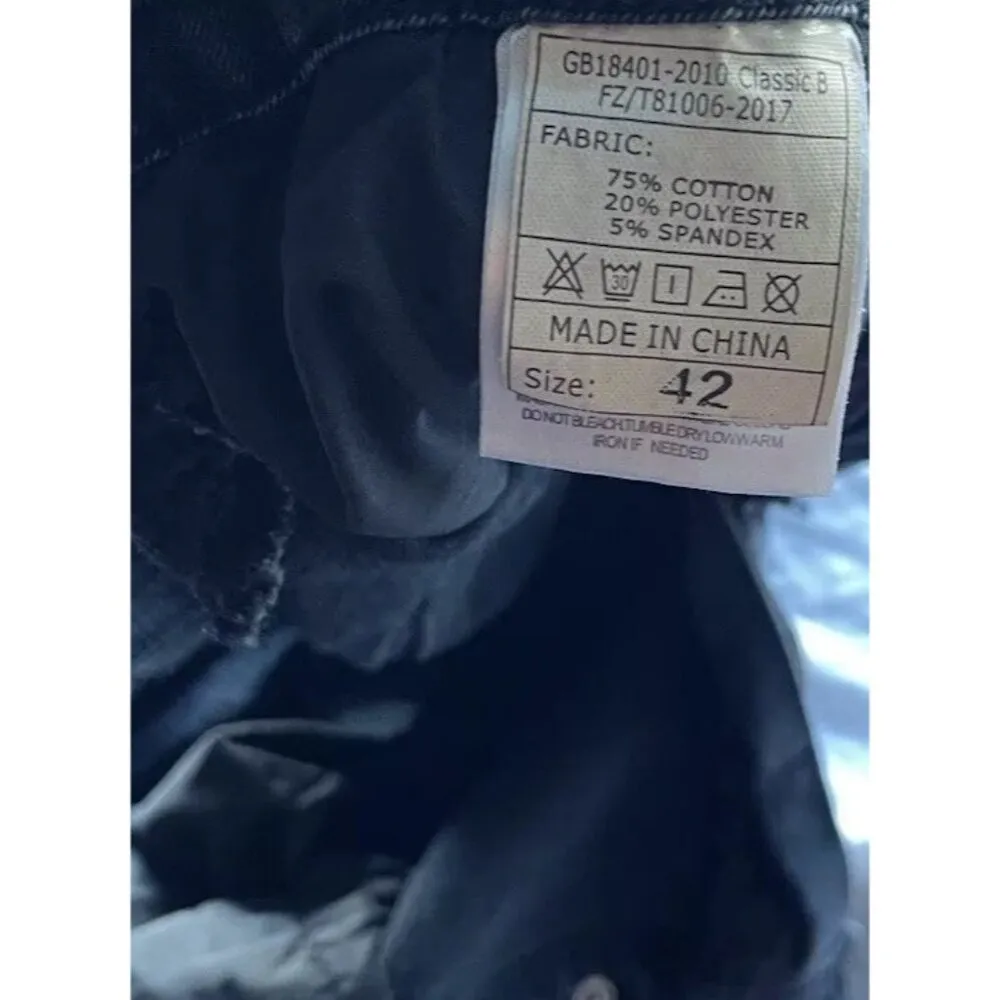 GB18401-2010 Classic B
FZ/T81006-2017
FABRIC:
75% COTTON
20% POLYESTER
5% SPANDEX
30
MADE IN CHINA
Size: 42
DO NOT BLEACH.TUMBLE DRY LOW.WARM
IRON IF NEEDED